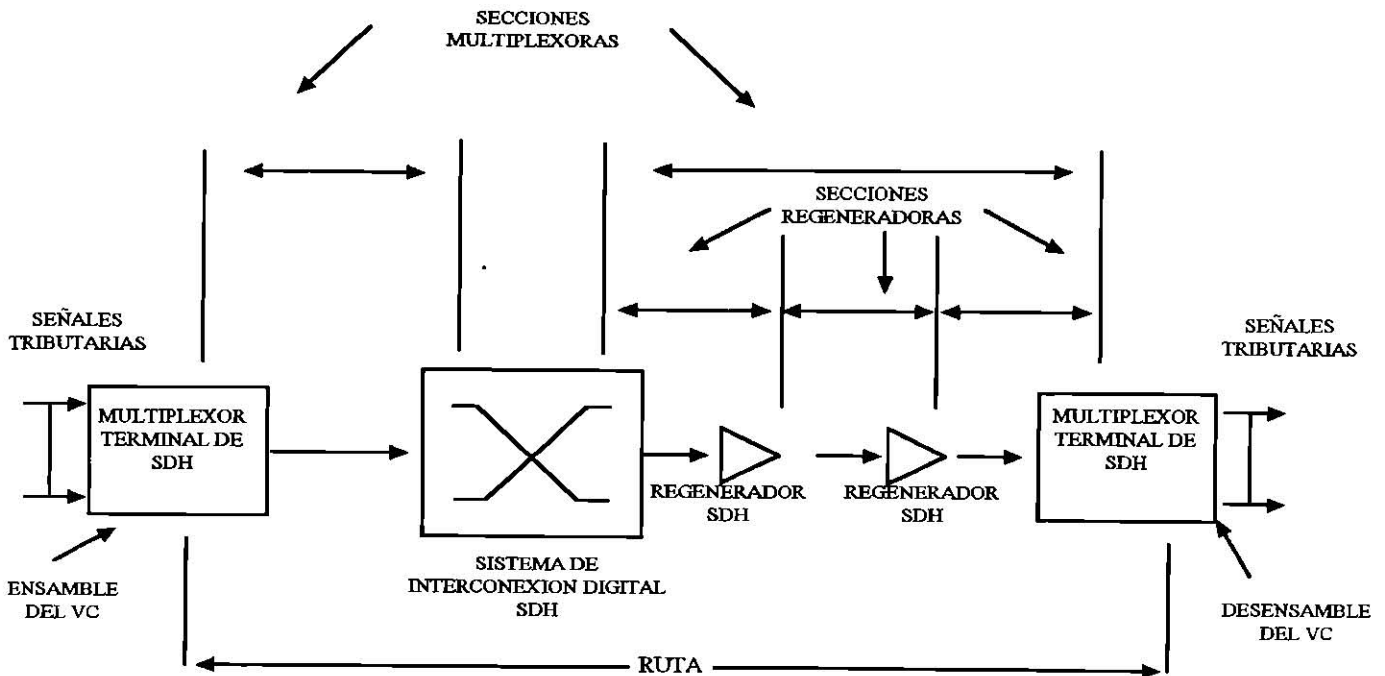 SECCIONES
MULTIPLEXORAS
SECCIONES
REGENERADORAS
SEÑALES
TRIBUTARIAS
SEÑALES
TRIBUTARIAS
MULTIPLEXOR
TERMINAL DE
SDH
MULTIPLEXOR
TERMINAL DE
SDH
REGENERADOR
SDH
REGENERADOR
SDH
SISTEMA DE
INTERCONEXION DIGITAL
SDH
ENSAMBLE
DEL VC
DESENSAMBLE
DEL VC
RUTA